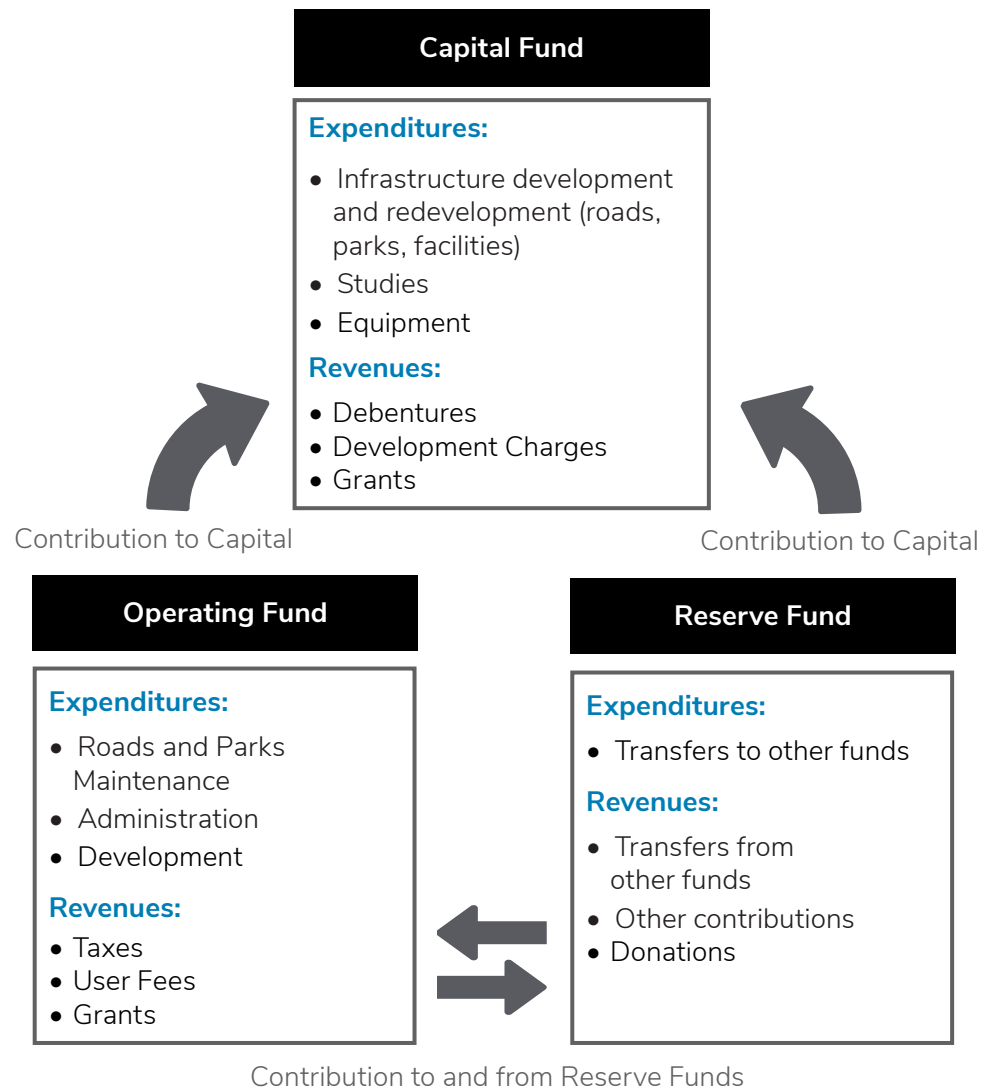 Capital Fund
Expenditures:
• Infrastructure development
and redevelopment (roads,
parks, facilities)
• Studies
• Equipment
Revenues:
• Debentures
• Development Charges
• Grants
Contribution to Capital
Contribution to Capital
Operating Fund
Expenditures:
• Roads and Parks
Maintenance
• Administration
• Development
Revenues:
• Taxes
• User Fees
• Grants
Reserve Fund
Expenditures:
• Transfers to other funds
Revenues:
• Transfers from
other funds
• Other contributions
• Donations
Contribution to and from Reserve Funds